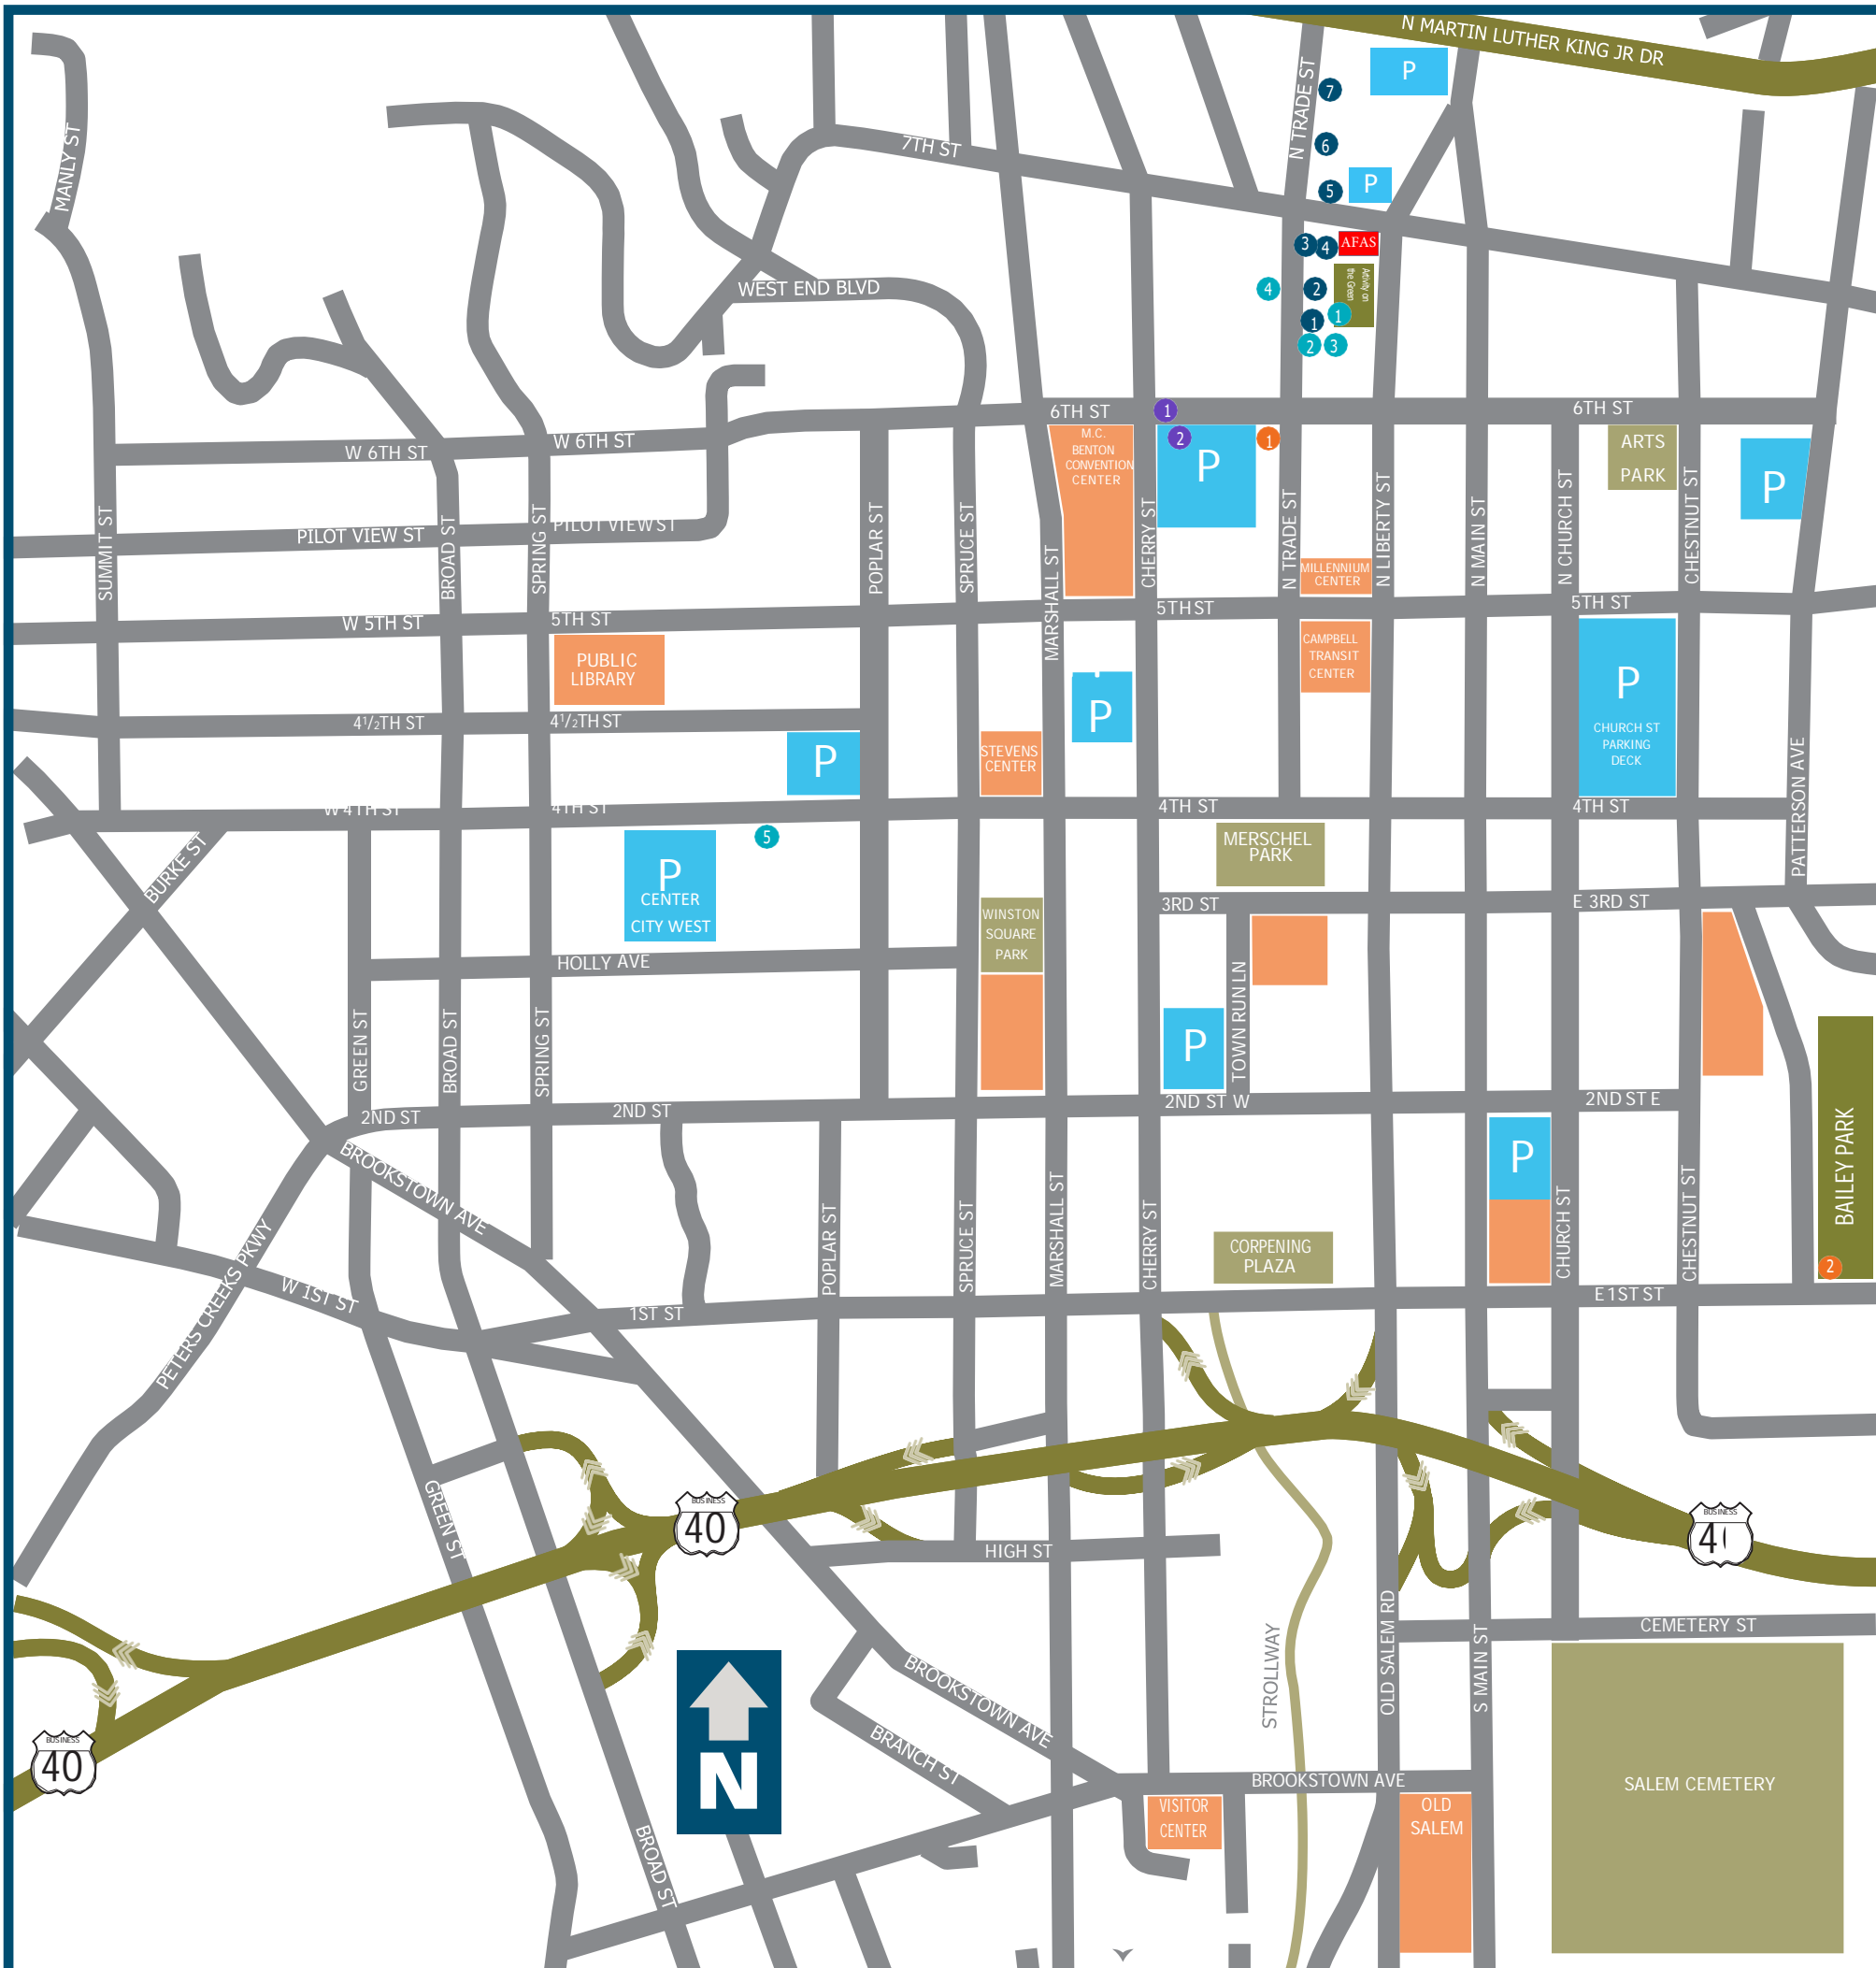 N MARTIN LUTHER KING JR DR
P
7
N TRADE ST
6
MANLY ST
7TH ST
5
P
3
4
AFAS
4
2
Artivity on
the Green
1
1
2
3
WEST END BLVD
6TH ST
1
6TH ST
W 6TH ST
W 6TH ST
M.C.
BENTON
CONVENTION
CENTER
2
P
1
ARTS
PARK
P
SUMMIT ST
PILOT VIEW ST
BROAD ST
SPRING ST
PILOT VIEW ST
POPLAR ST
SPRUCE ST
MARSHALL ST
CHERRY ST
N TRADE ST
N LIBERTY ST
N MAIN ST
N CHURCH ST
CHESTNUT ST
MILLENNIUM
CENTER
W 5TH ST
5TH ST
5TH ST
5TH ST
PUBLIC
LIBRARY
CAMPBELL
TRANSIT
CENTER
P
CHURCH ST
PARKING
DECK
P
4½TH ST
4½TH ST
P
STEVENS
CENTER
PATTERSON AVE
W 4TH ST
4TH ST
4TH ST
4TH ST
5
MERSCHEL
PARK
BURKE ST
P
CENTER
CITY WEST
3RD ST
E 3RD ST
WINSTON
SQUARE
PARK
HOLLY AVE
GREEN ST
BROAD ST
SPRING ST
P
TOWN RUN LN
2ND ST
2ND ST
2ND ST W
2ND ST E
P
BAILEY PARK
BROOKSTOWN AVE
POPLAR ST
SPRUCE ST
MARSHALL ST
CHERRY ST
CHURCH ST
CHESTNUT ST
CORPENING
PLAZA
2
PETERS CREEKS PKWY
W 1ST ST
1ST ST
E 1ST ST
GREEN ST
BUSINESS
40
BUSINESS
4
HIGH ST
OLD SALEM RD
S MAIN ST
CEMETERY ST
STROLLWAY
BROOKSTOWN AVE
BRANCH ST
BUSINESS
40
N
BROOKSTOWN AVE
SALEM CEMETERY
VISITOR
CENTER
OLD
SALEM
BROAD ST